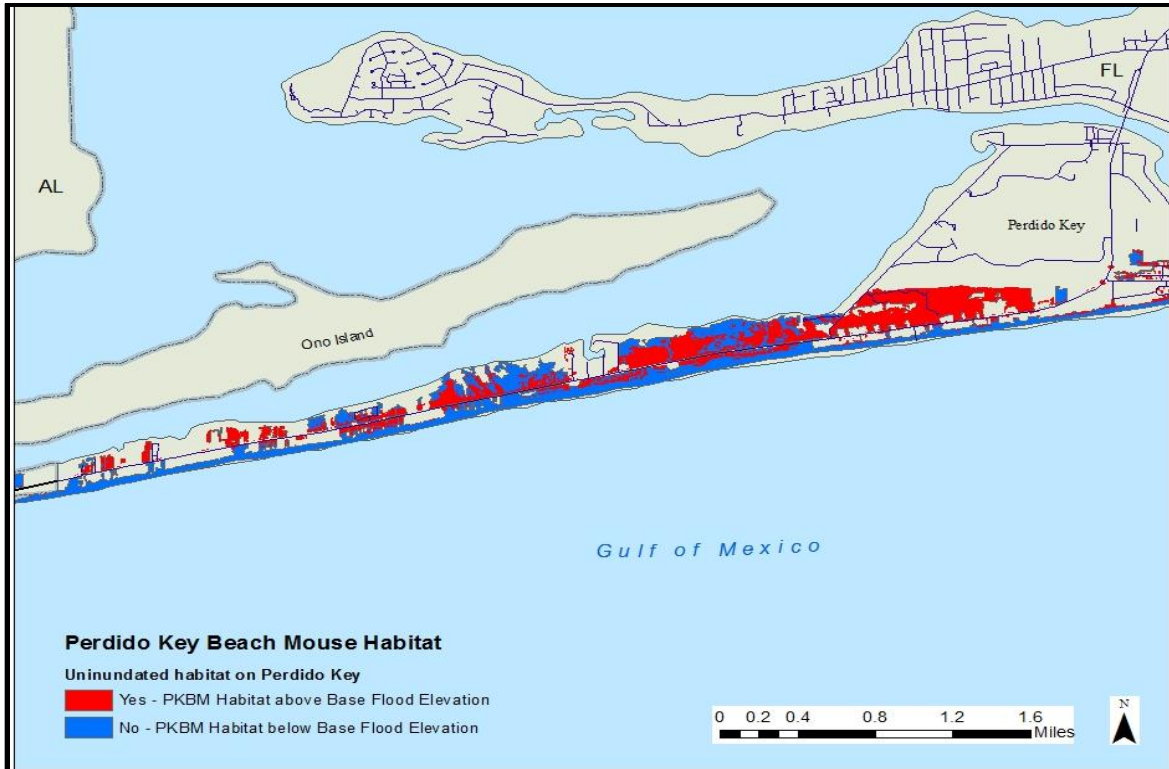 FL
AL
Perdido Key
Ono Island
Gulf of Mexico
Perdido Key Beach Mouse Habitat
Uninundated habitat on Perdido Key
Yes - PKBM Habitat above Base Flood Elevation
No - PKBM Habitat below Base Flood Elevation
0 0.2 0.4 0.8 1.2 1.6
Miles
N